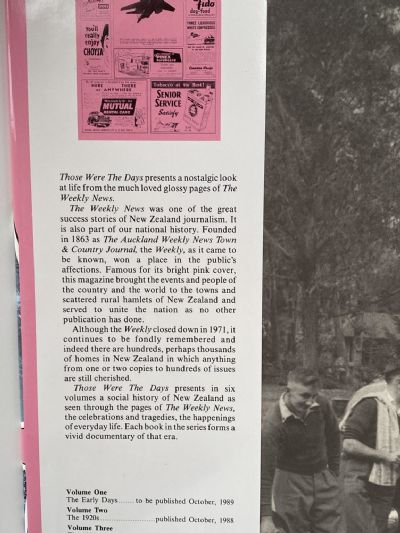 fido
dog-food
THREE LUXURIOUS
You'll
really
enjoy
CHOYSA
HERE THERE
or ANYWHERE
MUTUAL
RENTAL CARS
Tobacco at its Best!
SENIOR
SERVICE
Satisfy
Those Were The Days presents a nostalgic look
at life from the much loved glossy pages of The
Weekly News.
The Weekly News was one of the great
success stories of New Zealand journalism. It
is also part of our national history. Founded
in 1863 as The Auckland Weekly News Town
& Country Journal, the Weekly, as it came to
be known, won a place in the public's
affections. Famous for its bright pink cover,
this magazine brought the events and people of
the country and the world to the towns and
scattered rural hamlets of New Zealand and
served to unite the nation as no other
publication has done.
Although the Weekly closed down in 1971, it
continues to be fondly remembered and
indeed there are hundreds, perhaps thousands
of homes in New Zealand in which anything
from one or two copies to hundreds of issues
are still cherished.
Those Were The Days presents in six
volumes a social history of New Zealand as
seen through the pages of The Weekly News,
the celebrations and tragedies, the happenings
of everyday life. Each book in the series forms a
vivid documentary of that era.
Volume One
The Early Days....... to be published October, 1989
Volume Two
The 1920s........................published October, 1988
Volume Three